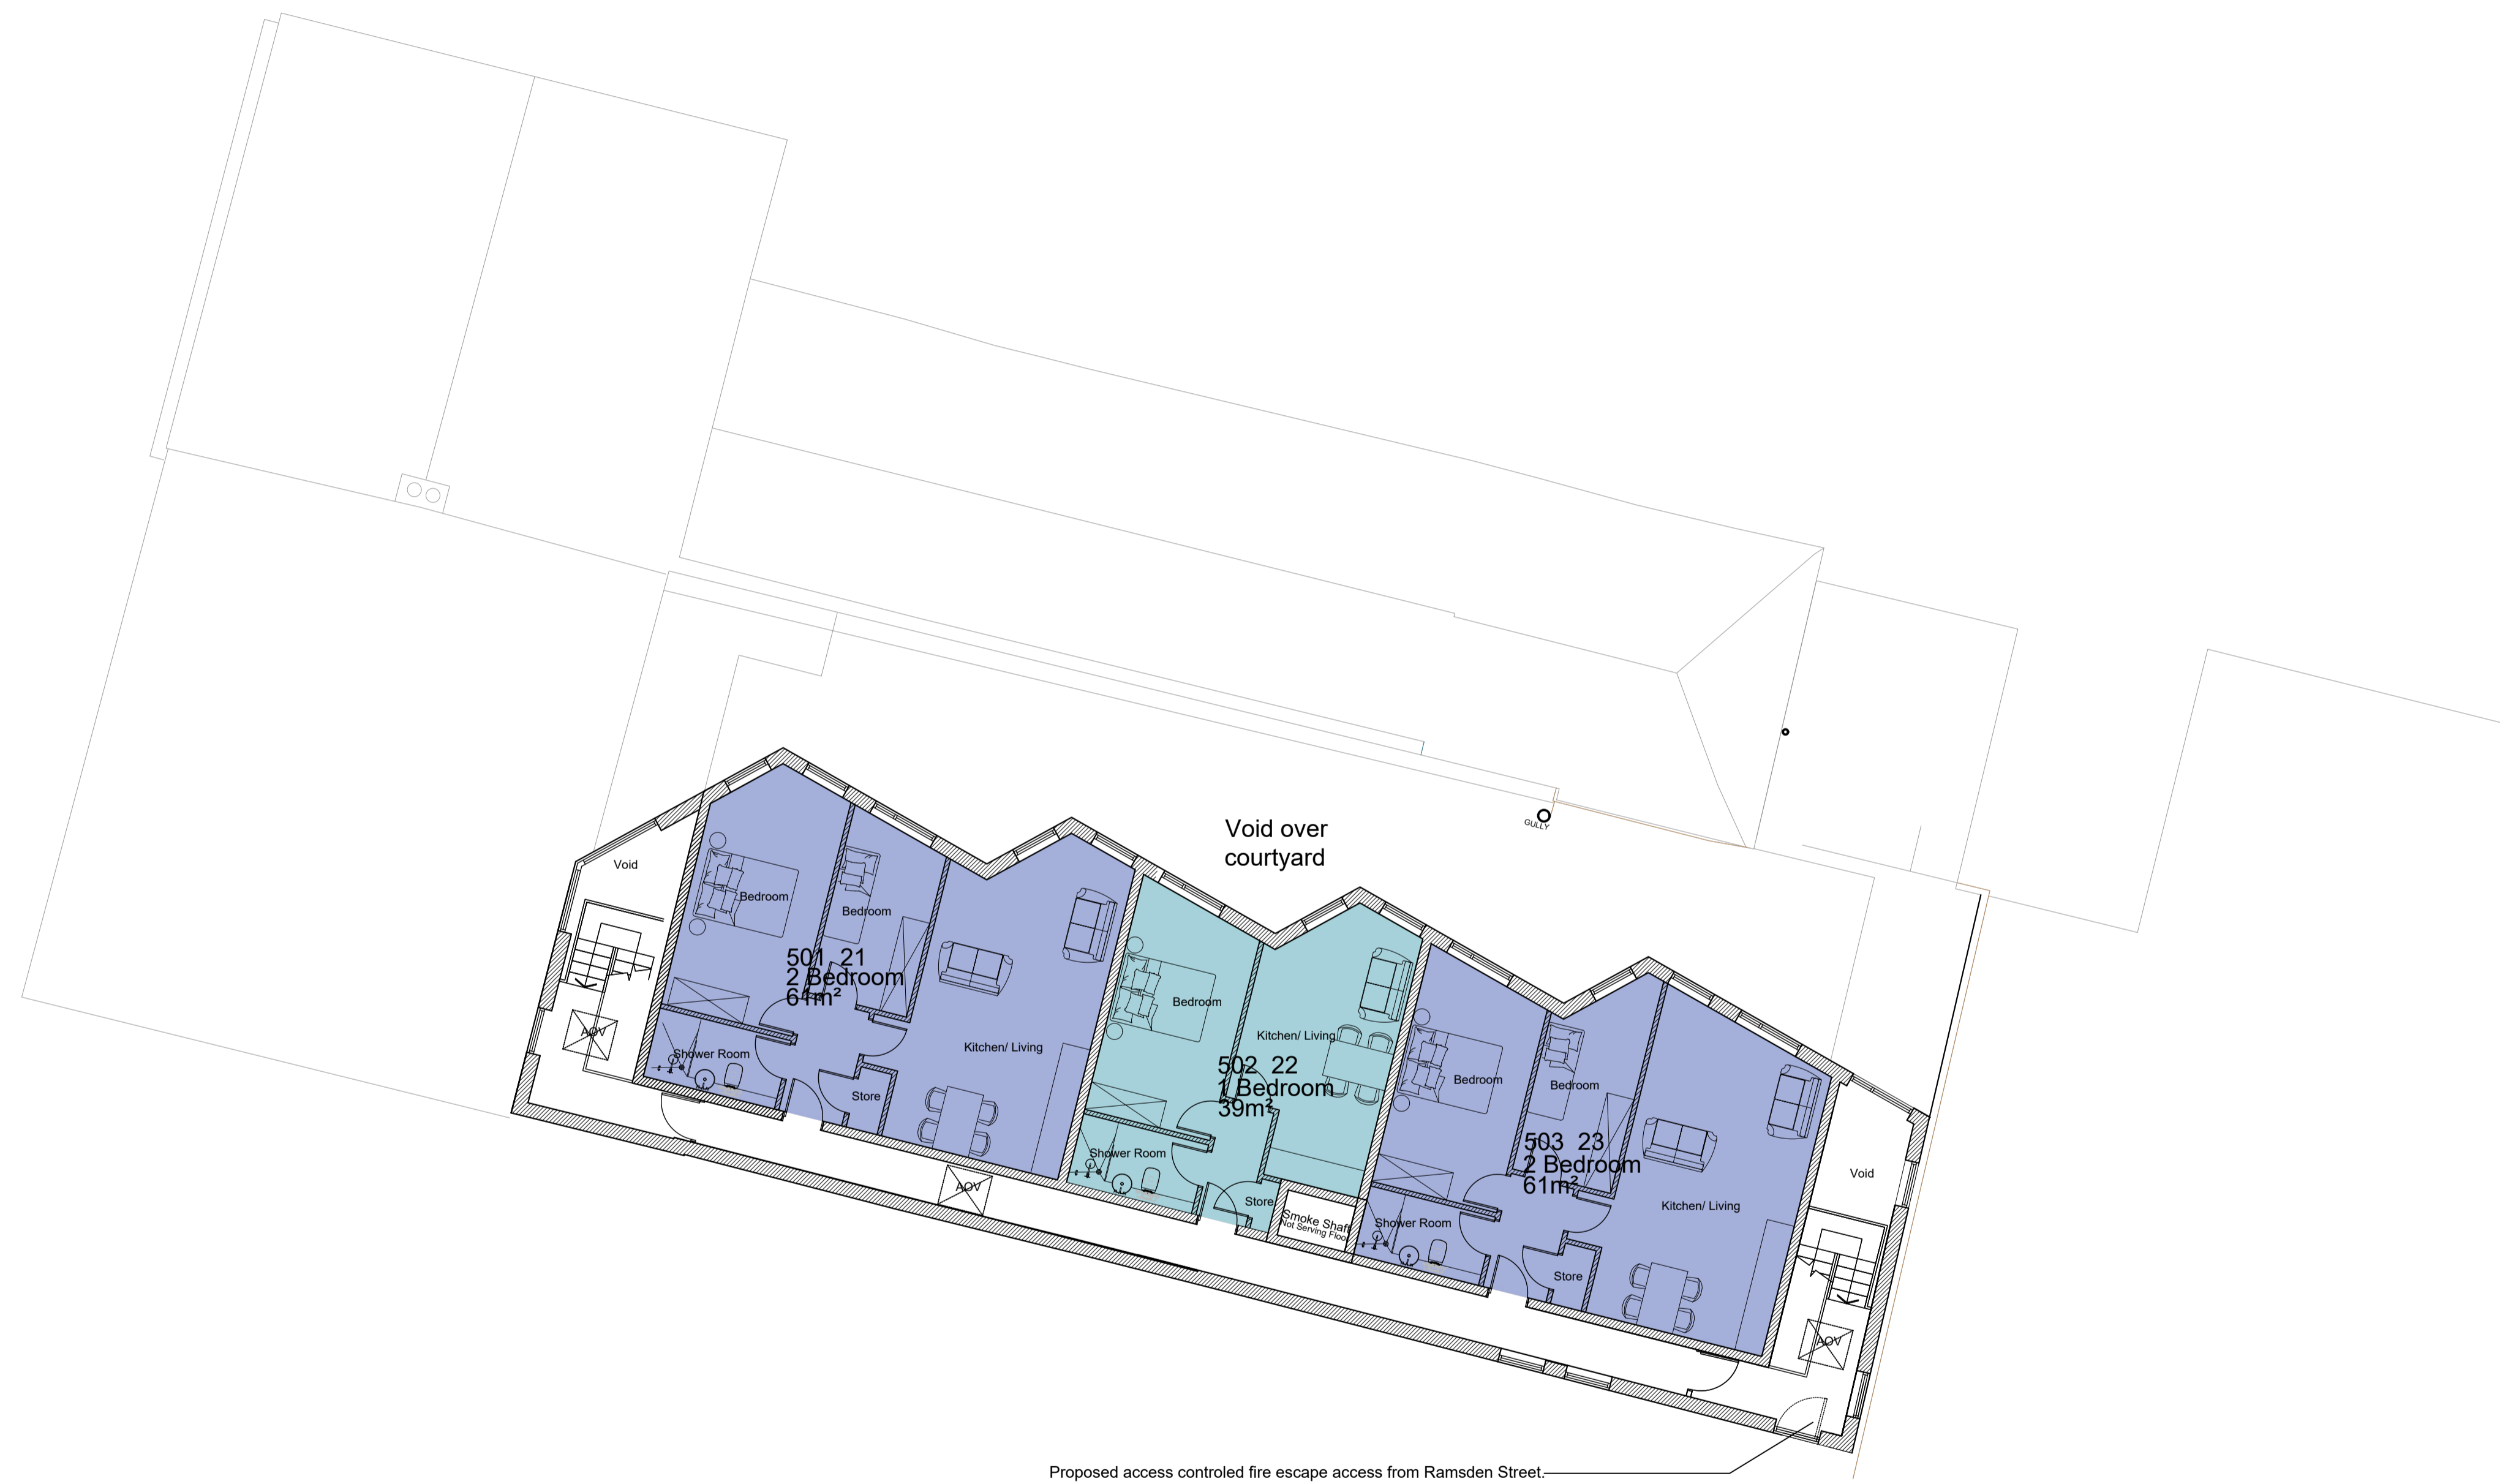 Void over
courtyard
GULLY
Void
Bedroom
Bedroom
501 21
2 Bedroom
61m²
AOV
Shower Room
Kitchen/ Living
Store
AOV
Bedroom
Kitchen/ Living
502 22
1 Bedroom
39m²
Shower Room
Store
Smoke Shaft
Not Serving Floor
Bedroom
Bedroom
503 23
2 Bedroom
61m²
Shower Room
Kitchen/ Living
Store
Void
AOV
Proposed access controled fire escape access from Ramsden Street.